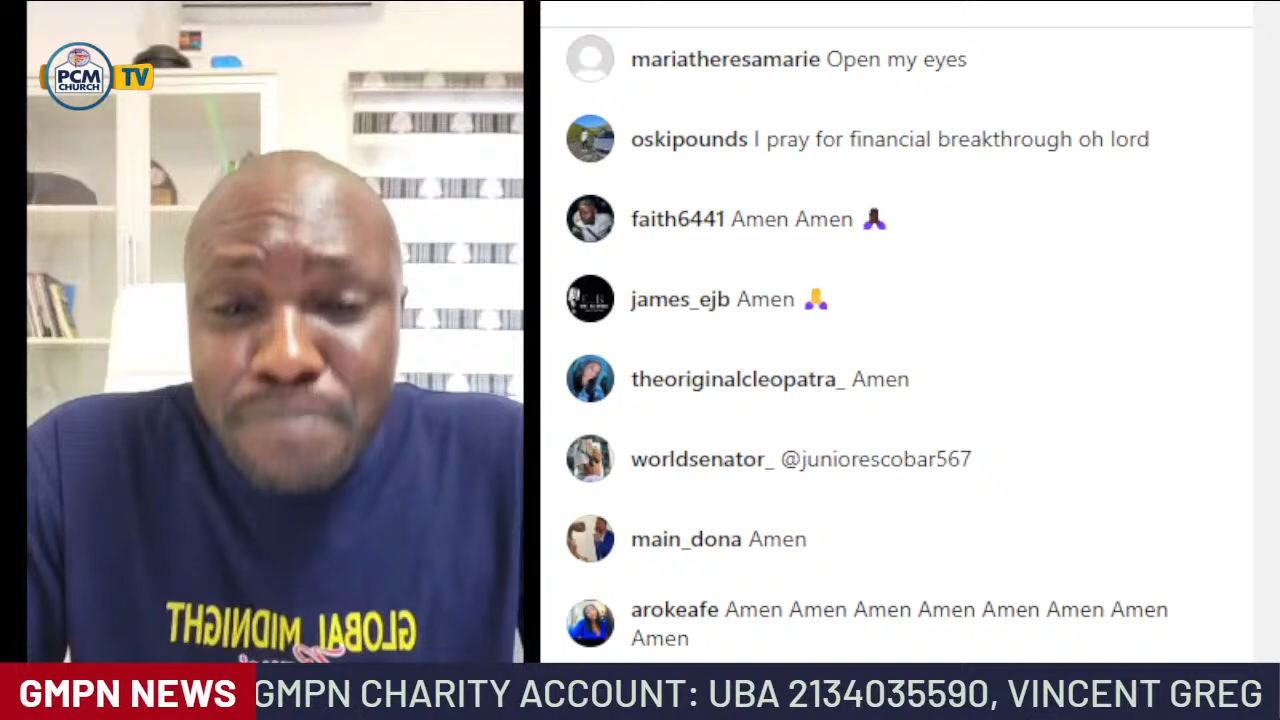 PCM
CHURCH
TV
GLOBAL MIDNIGHT
mariatheresamarie Open my eyes
oskipounds I pray for financial breakthrough oh lord
faith6441 Amen Amen
james_ejb Amen
theoriginalcleopatra_ Amen
worldsenator_ @juniorescobar567
main_dona Amen
arokeafe Amen Amen Amen Amen Amen Amen Amen
Amen
GMPN NEWS
GMPN CHARITY ACCOUNT: UBA 2134035590, VINCENT GREG